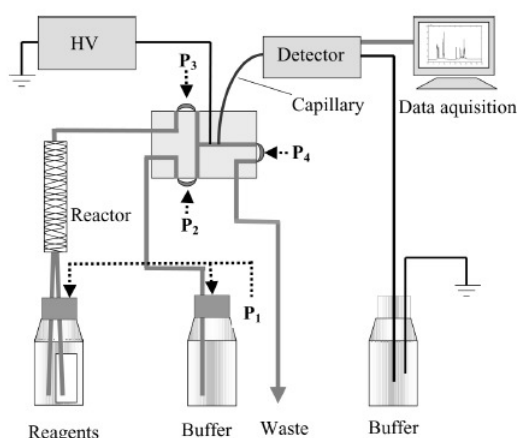 HV
P3
Detector
Capillary
Data aquisition
P4
Reactor
P2
P1
Reagents
Buffer
Waste
Buffer